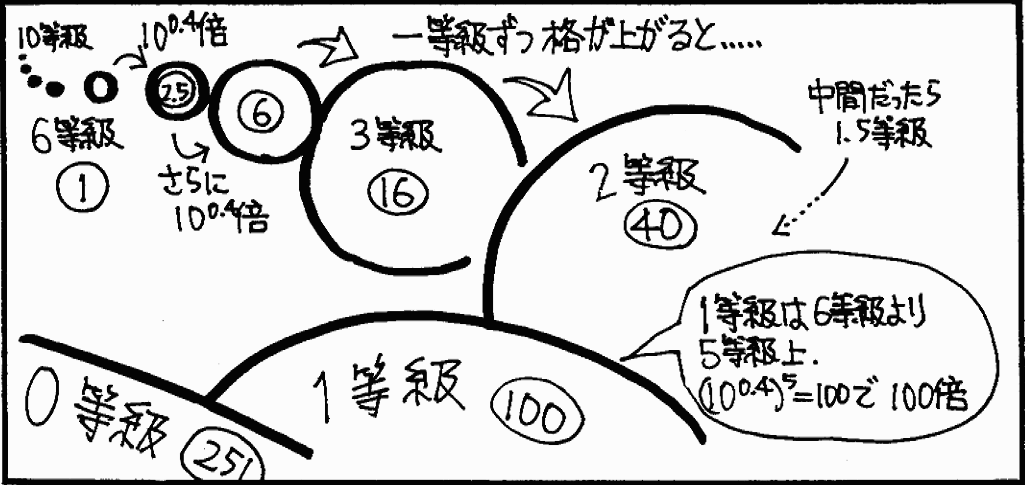 10等級
10^0.4倍
一等級ずつ格が上がると.....
2.5
6
6等級
1
さらに
10^0.4倍
3等級
16
2等級
40
中間だったら
1.5等級
1等級は6等級より
5等級上.
(10^0.4)^5=100で100倍
0等級
251
1等級
100